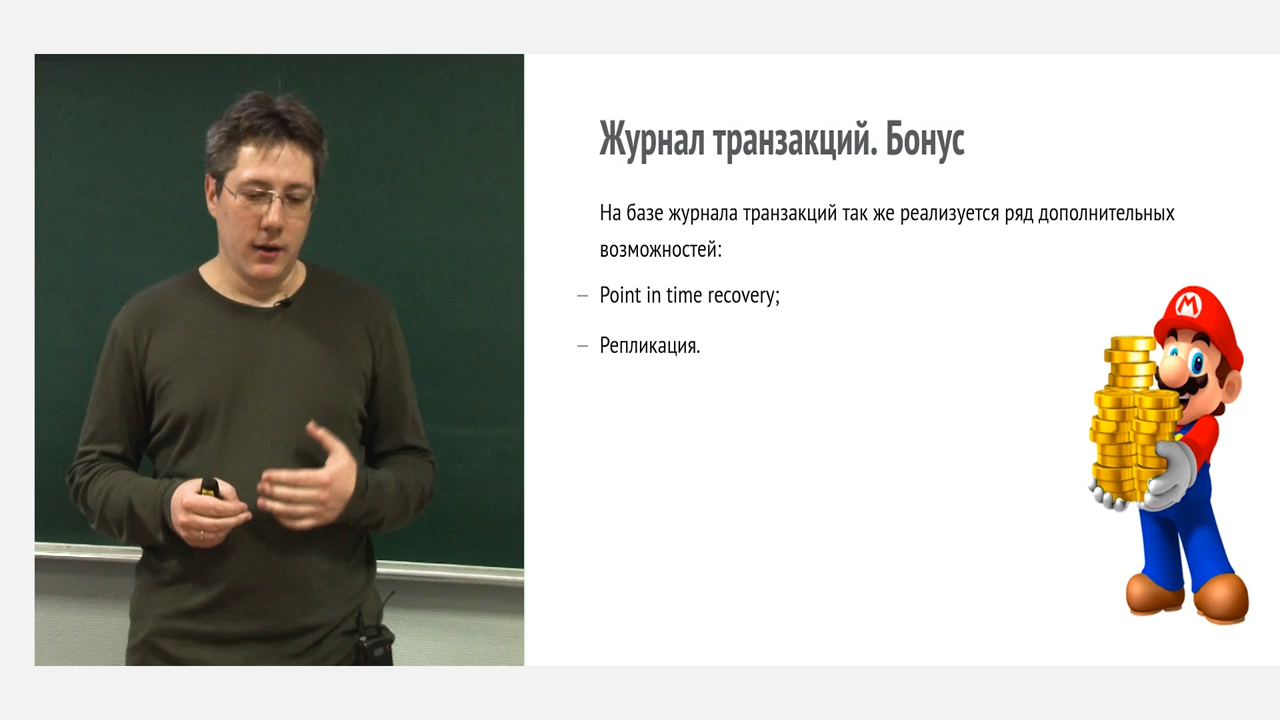 Журнал транзакций. Бонус
На базе журнала транзакций так же реализуется ряд дополнительных
возможностей:
– Point in time recovery;
– Репликация.
M